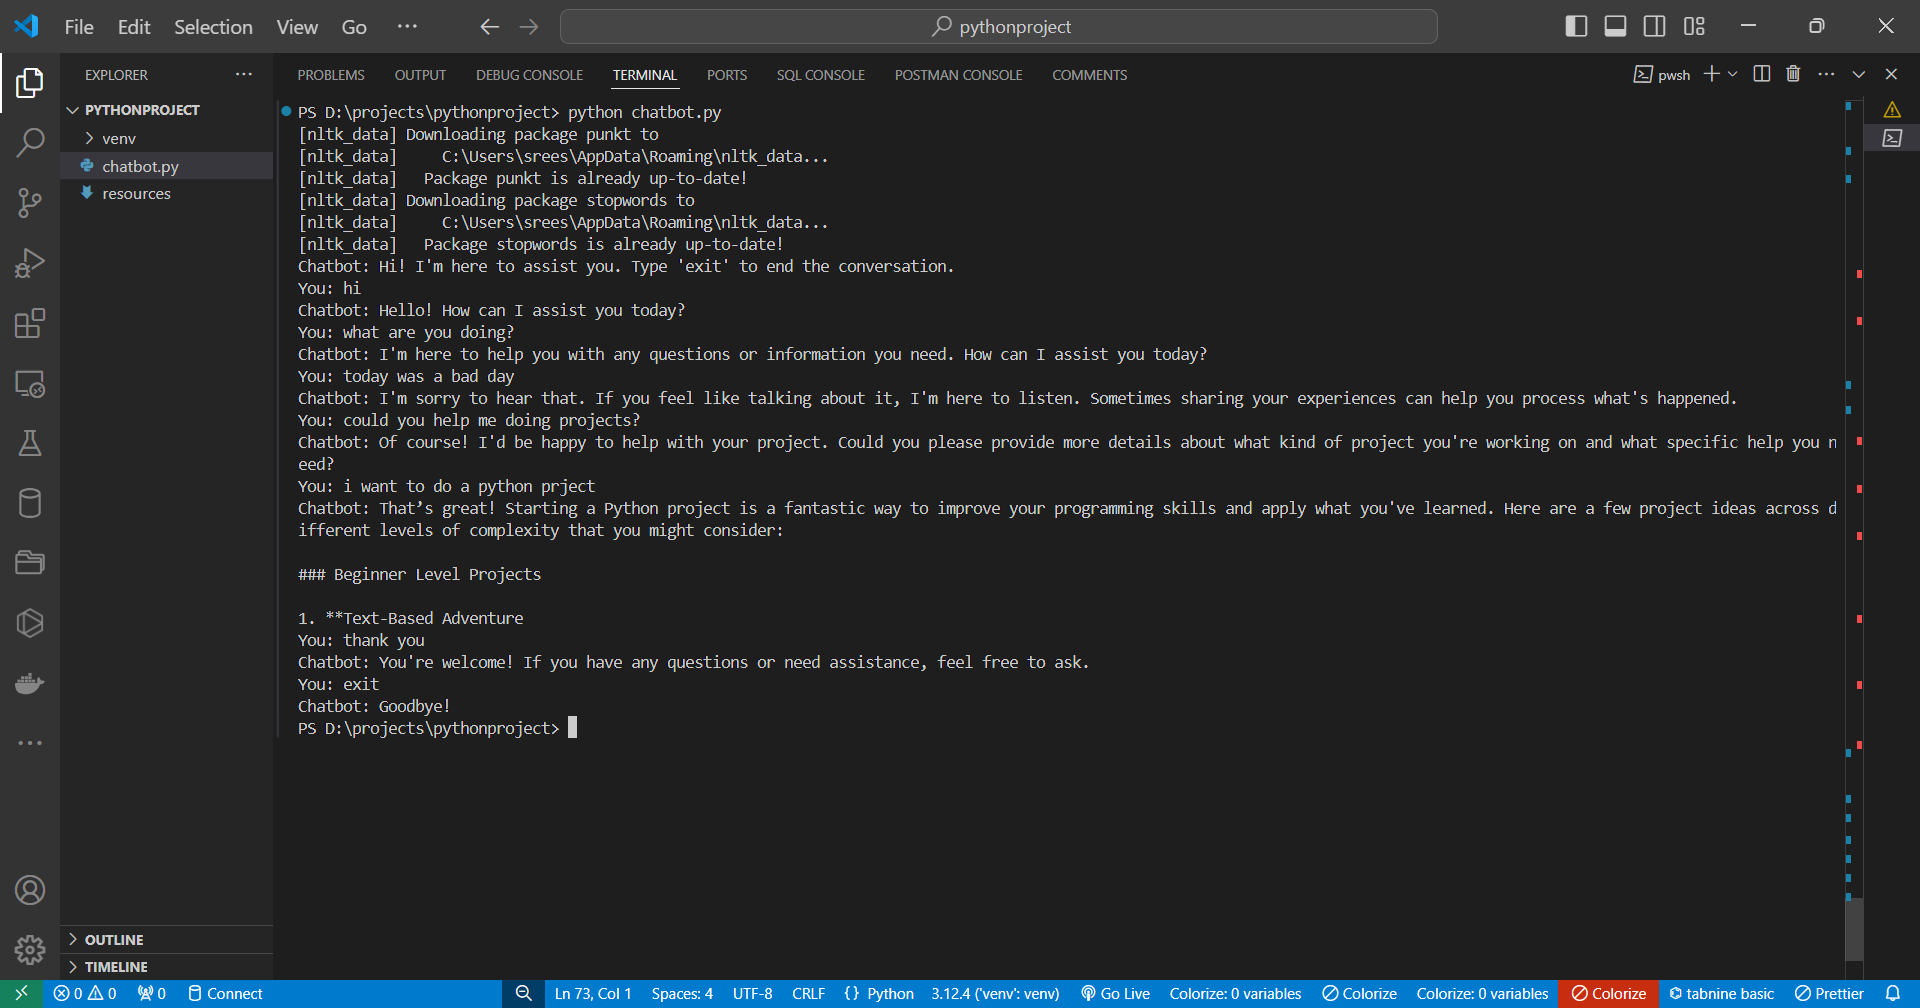 File Edit Selection View Go ··· pythonproject
EXPLORER ···
PYTHONPROJECT
venv
chatbot.py
resources
OUTLINE
TIMELINE
PROBLEMS OUTPUT DEBUG CONSOLE TERMINAL PORTS SQL CONSOLE POSTMAN CONSOLE COMMENTS pwsh ···
PS D:\projects\pythonproject> python chatbot.py
[nltk_data] Downloading package punkt to
[nltk_data]     C:\Users\srees\AppData\Roaming\nltk_data...
[nltk_data]   Package punkt is already up-to-date!
[nltk_data] Downloading package stopwords to
[nltk_data]     C:\Users\srees\AppData\Roaming\nltk_data...
[nltk_data]   Package stopwords is already up-to-date!
Chatbot: Hi! I'm here to assist you. Type 'exit' to end the conversation.
You: hi
Chatbot: Hello! How can I assist you today?
You: what are you doing?
Chatbot: I'm here to help you with any questions or information you need. How can I assist you today?
You: today was a bad day
Chatbot: I'm sorry to hear that. If you feel like talking about it, I'm here to listen. Sometimes sharing your experiences can help you process what's happened.
You: could you help me doing projects?
Chatbot: Of course! I'd be happy to help with your project. Could you please provide more details about what kind of project you're working on and what specific help you n
eed?
You: i want to do a python prject
Chatbot: That’s great! Starting a Python project is a fantastic way to improve your programming skills and apply what you've learned. Here are a few project ideas across d
ifferent levels of complexity that you might consider:
### Beginner Level Projects
1. **Text-Based Adventure
You: thank you
Chatbot: You're welcome! If you have any questions or need assistance, feel free to ask.
You: exit
Chatbot: Goodbye!
PS D:\projects\pythonproject>
0 0 0 Connect Ln 73, Col 1 Spaces: 4 UTF-8 CRLF {} Python 3.12.4 ('venv': venv) Go Live Colorize: 0 variables Colorize Colorize: 0 variables Colorize tabnine basic Prettier